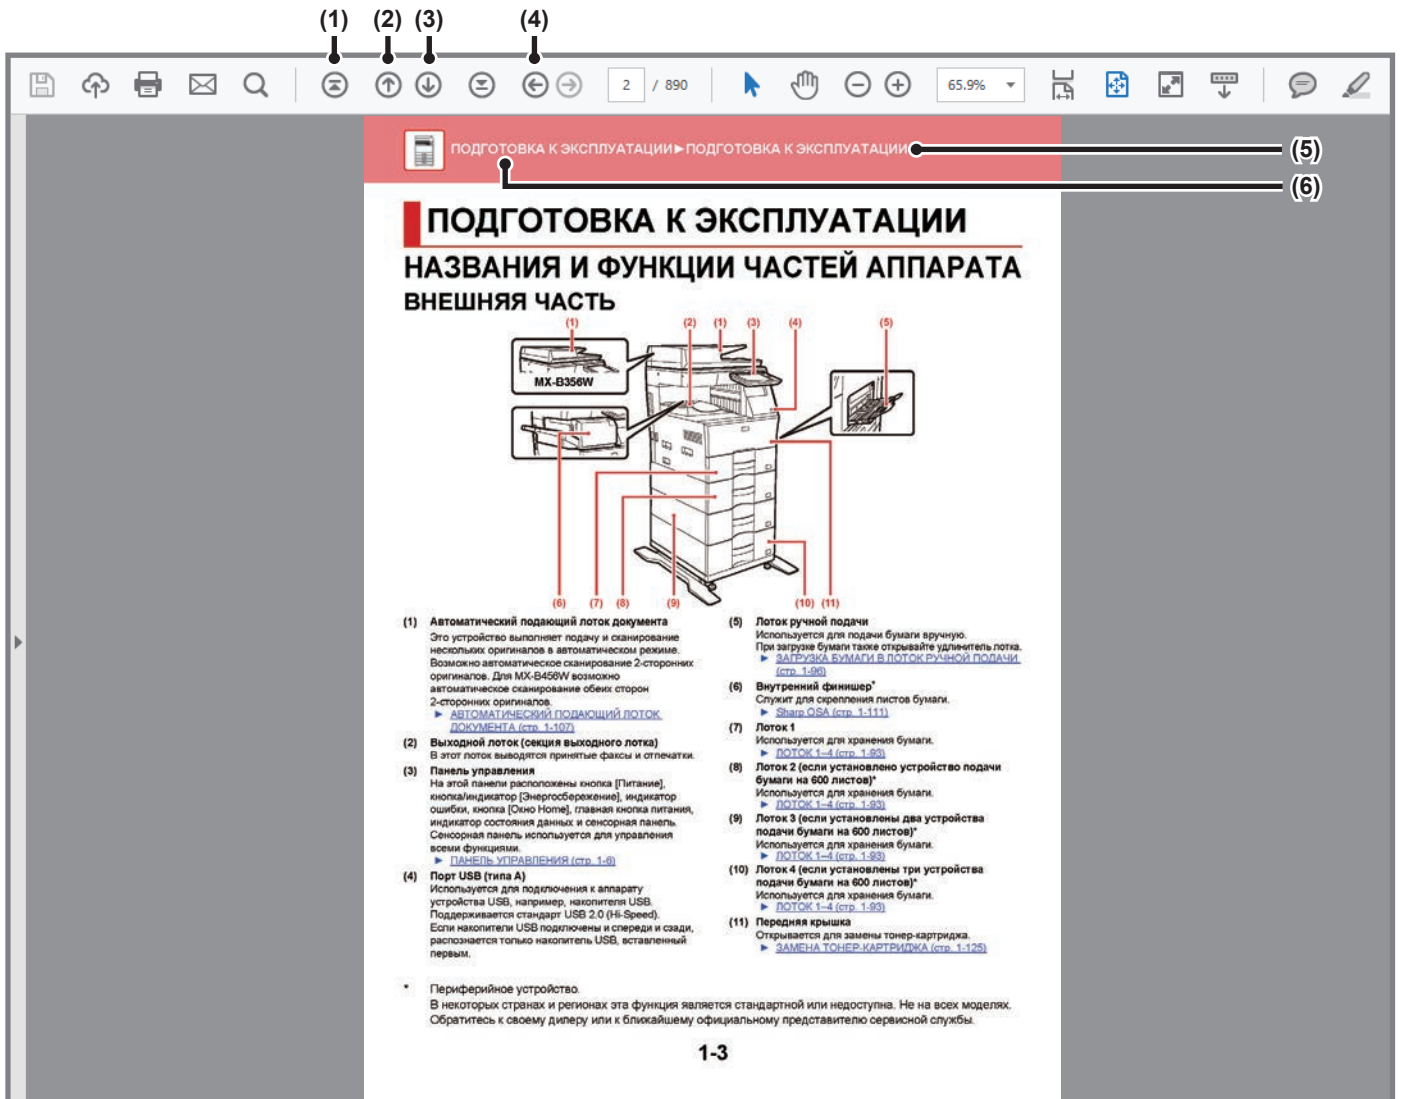 (1) (2) (3) (4)
2 / 890 65.9%
ПОДГОТОВКА К ЭКСПЛУАТАЦИИ►ПОДГОТОВКА К ЭКСПЛУАТАЦИИ
(5)
(6)
ПОДГОТОВКА К ЭКСПЛУАТАЦИИ
НАЗВАНИЯ И ФУНКЦИИ ЧАСТЕЙ АППАРАТА
ВНЕШНЯЯ ЧАСТЬ
(1) (2) (1) (3) (4) (5)
MX-B356W
(6) (7) (8) (9) (10) (11)
(1) Автоматический подающий лоток документа
Это устройство выполняет подачу и сканирование
нескольких оригиналов в автоматическом режиме.
Возможно автоматическое сканирование 2-сторонних
оригиналов. Для MX-B456W возможно
автоматическое сканирование обеих сторон
2-сторонних оригиналов.
► АВТОМАТИЧЕСКИЙ ПОДАЮЩИЙ ЛОТОК
ДОКУМЕНТА (стр. 1-107)
(2) Выходной лоток (секция выходного лотка)
В этот лоток выводятся принятые факсы и отпечатки.
(3) Панель управления
На этой панели расположены кнопка [Питание],
кнопка/индикатор [Энергосбережение], индикатор
ошибки, кнопка [Окно Home], главная кнопка питания,
индикатор состояния данных и сенсорная панель.
Сенсорная панель используется для управления
всеми функциями.
► ПАНЕЛЬ УПРАВЛЕНИЯ (стр. 1-6)
(4) Порт USB (типа A)
Используется для подключения к аппарату
устройства USB, например, накопителя USB.
Поддерживается стандарт USB 2.0 (Hi-Speed).
Если накопители USB подключены и спереди и сзади,
распознается только накопитель USB, вставленный
первым.
(5) Лоток ручной подачи
Используется для подачи бумаги вручную.
При загрузке бумаги также открывайте удлинитель лотка.
► ЗАГРУЗКА БУМАГИ В ЛОТОК РУЧНОЙ ПОДАЧИ
(стр. 1-96)
(6) Внутренний финишер*
Служит для скрепления листов бумаги.
► Sharp OSA (стр. 1-111)
(7) Лоток 1
Используется для хранения бумаги.
► ЛОТОК 1–4 (стр. 1-93)
(8) Лоток 2 (если установлено устройство подачи
бумаги на 600 листов)*
Используется для хранения бумаги.
► ЛОТОК 1–4 (стр. 1-93)
(9) Лоток 3 (если установлены два устройства
подачи бумаги на 600 листов)*
Используется для хранения бумаги.
► ЛОТОК 1–4 (стр. 1-93)
(10) Лоток 4 (если установлены три устройства
подачи бумаги на 600 листов)*
Используется для хранения бумаги.
► ЛОТОК 1–4 (стр. 1-93)
(11) Передняя крышка
Открывается для замены тонер-картриджа.
► ЗАМЕНА ТОНЕР-КАРТРИДЖА (стр. 1-125)
* Периферийное устройство.
В некоторых странах и регионах эта функция является стандартной или недоступна. Не на всех моделях.
Обратитесь к своему дилеру или к ближайшему официальному представителю сервисной службы.
1-3